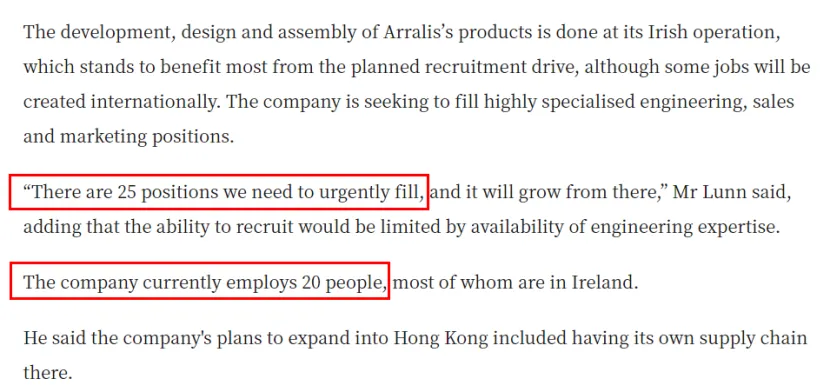 The development, design and assembly of Arralis’s products is done at its Irish operation,
which stands to benefit most from the planned recruitment drive, although some jobs will be
created internationally. The company is seeking to fill highly specialised engineering, sales
and marketing positions.
“There are 25 positions we need to urgently fill, and it will grow from there,” Mr Lunn said,
adding that the ability to recruit would be limited by availability of engineering expertise.
The company currently employs 20 people, most of whom are in Ireland.
He said the company's plans to expand into Hong Kong included having its own supply chain
there.